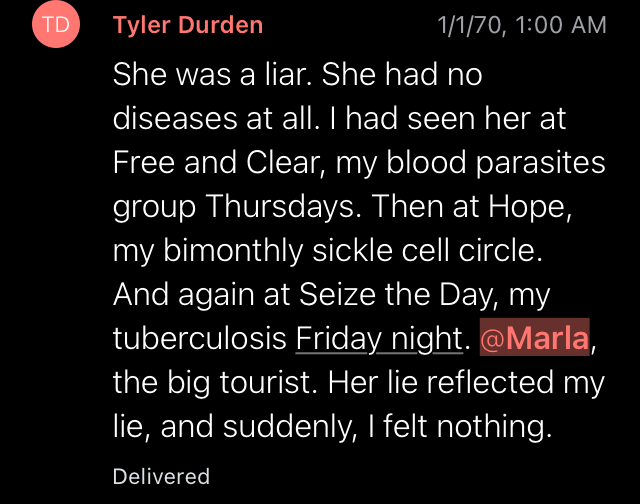 TD
Tyler Durden
1/1/70, 1:00 AM
She was a liar. She had no
diseases at all. I had seen her at
Free and Clear, my blood parasites
group Thursdays. Then at Hope,
my bimonthly sickle cell circle.
And again at Seize the Day, my
tuberculosis Friday night. @Marla,
the big tourist. Her lie reflected my
lie, and suddenly, I felt nothing.
Delivered